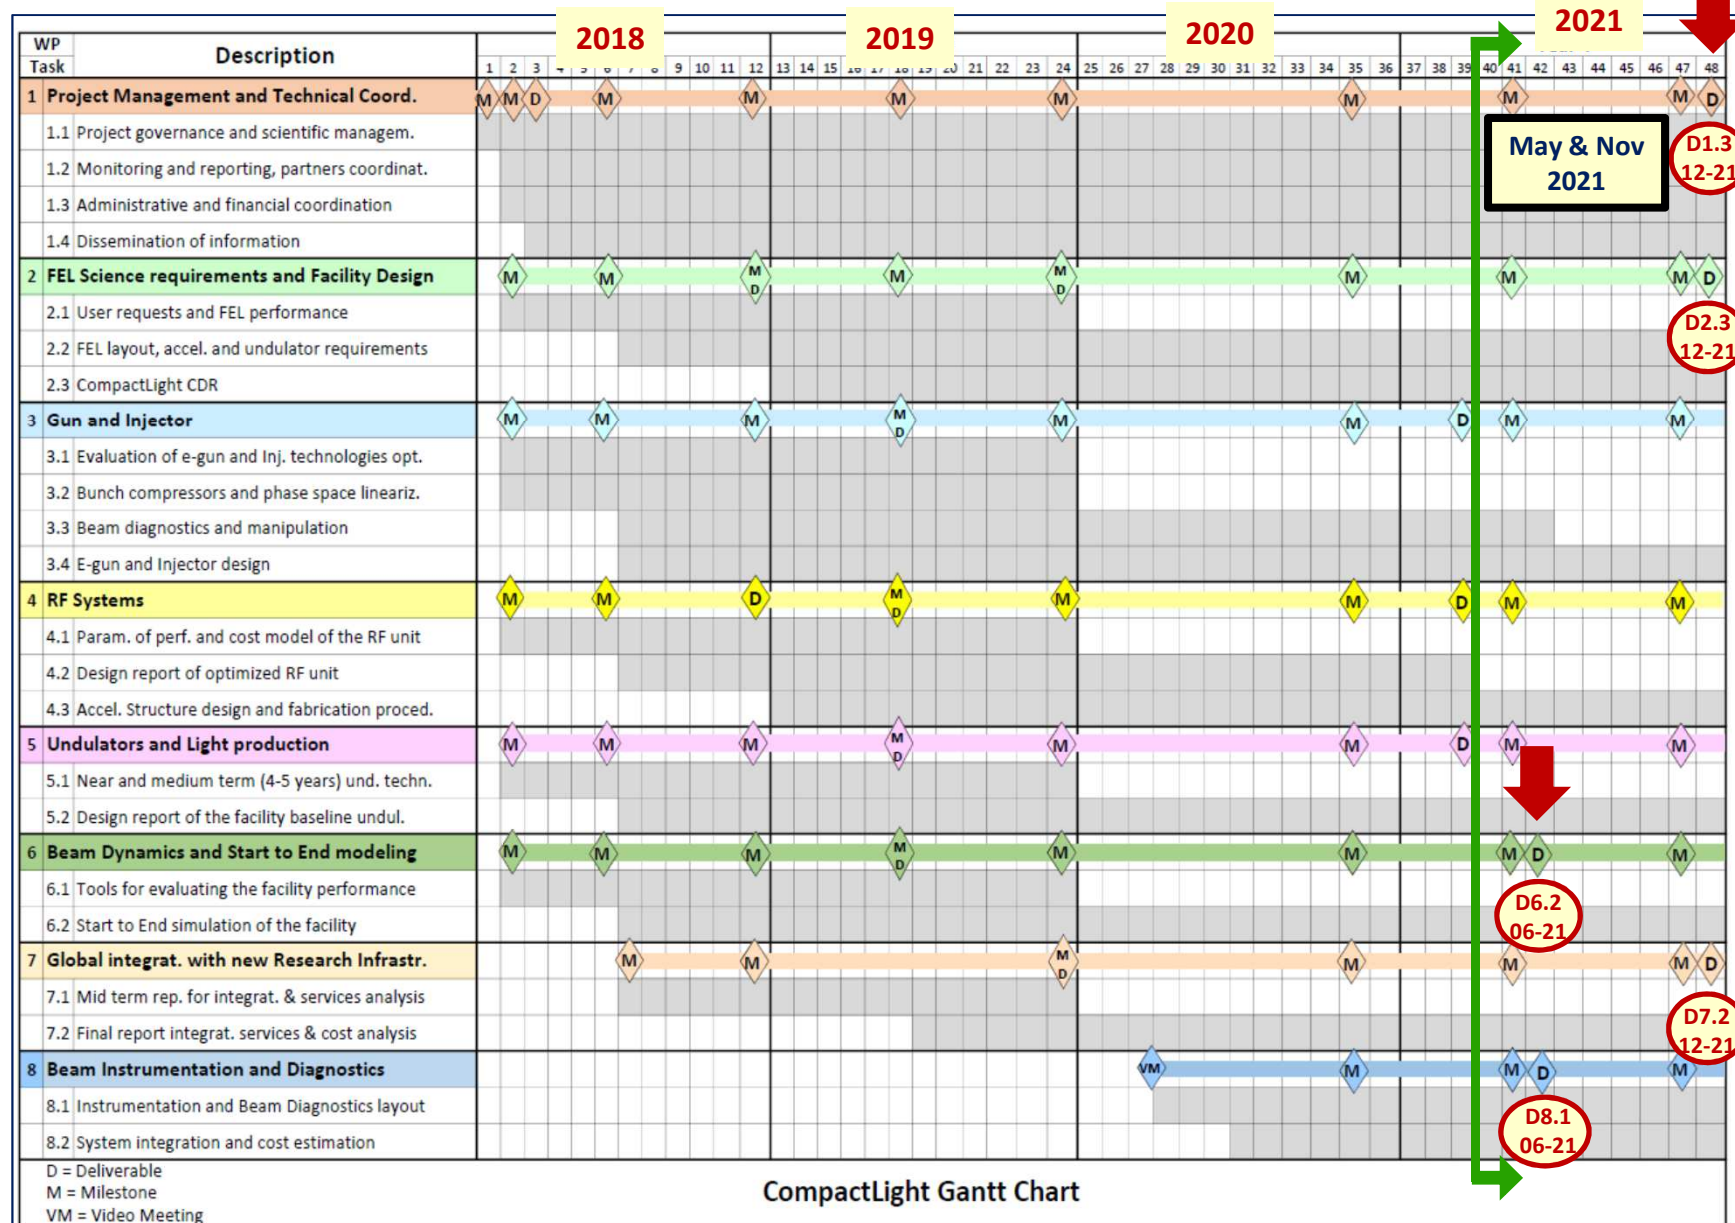 2018
2019
2020
2021
WP
Task
Description
1 2 3 4 5 6 7 8 9 10 11 12 13 14 15 16 17 18 19 20 21 22 23 24 25 26 27 28 29 30 31 32 33 34 35 36 37 38 39 40 41 42 43 44 45 46 47 48
1 Project Management and Technical Coord.
M M D M M M M M M M D
1.1 Project governance and scientific managem.
May & Nov
2021
D1.3
12-21
1.2 Monitoring and reporting, partners coordinat.
1.3 Administrative and financial coordination
1.4 Dissemination of information
2 FEL Science requirements and Facility Design
M M M D M M D M M M D
2.1 User requests and FEL performance
D2.3
12-21
2.2 FEL layout, accel. and undulator requirements
2.3 CompactLight CDR
3 Gun and Injector
M M M M D M M D M M
3.1 Evaluation of e-gun and Inj. technologies opt.
3.2 Bunch compressors and phase space lineariz.
3.3 Beam diagnostics and manipulation
3.4 E-gun and Injector design
4 RF Systems
M M D M D M M D M M
4.1 Param. of perf. and cost model of the RF unit
4.2 Design report of optimized RF unit
4.3 Accel. Structure design and fabrication proced.
5 Undulators and Light production
M M M M D M M D M M
5.1 Near and medium term (4-5 years) und. techn.
5.2 Design report of the facility baseline undul.
6 Beam Dynamics and Start to End modeling
M M M M D M M M D M
6.1 Tools for evaluating the facility performance
D6.2
06-21
6.2 Start to End simulation of the facility
7 Global integrat. with new Research Infrastr.
M M M D M M M D
7.1 Mid term rep. for integrat. & services analysis
7.2 Final report integrat. services & cost analysis
D7.2
12-21
8 Beam Instrumentation and Diagnostics
VM M M D M
8.1 Instrumentation and Beam Diagnostics layout
D8.1
06-21
8.2 System integration and cost estimation
D = Deliverable
M = Milestone
VM = Video Meeting
CompactLight Gantt Chart